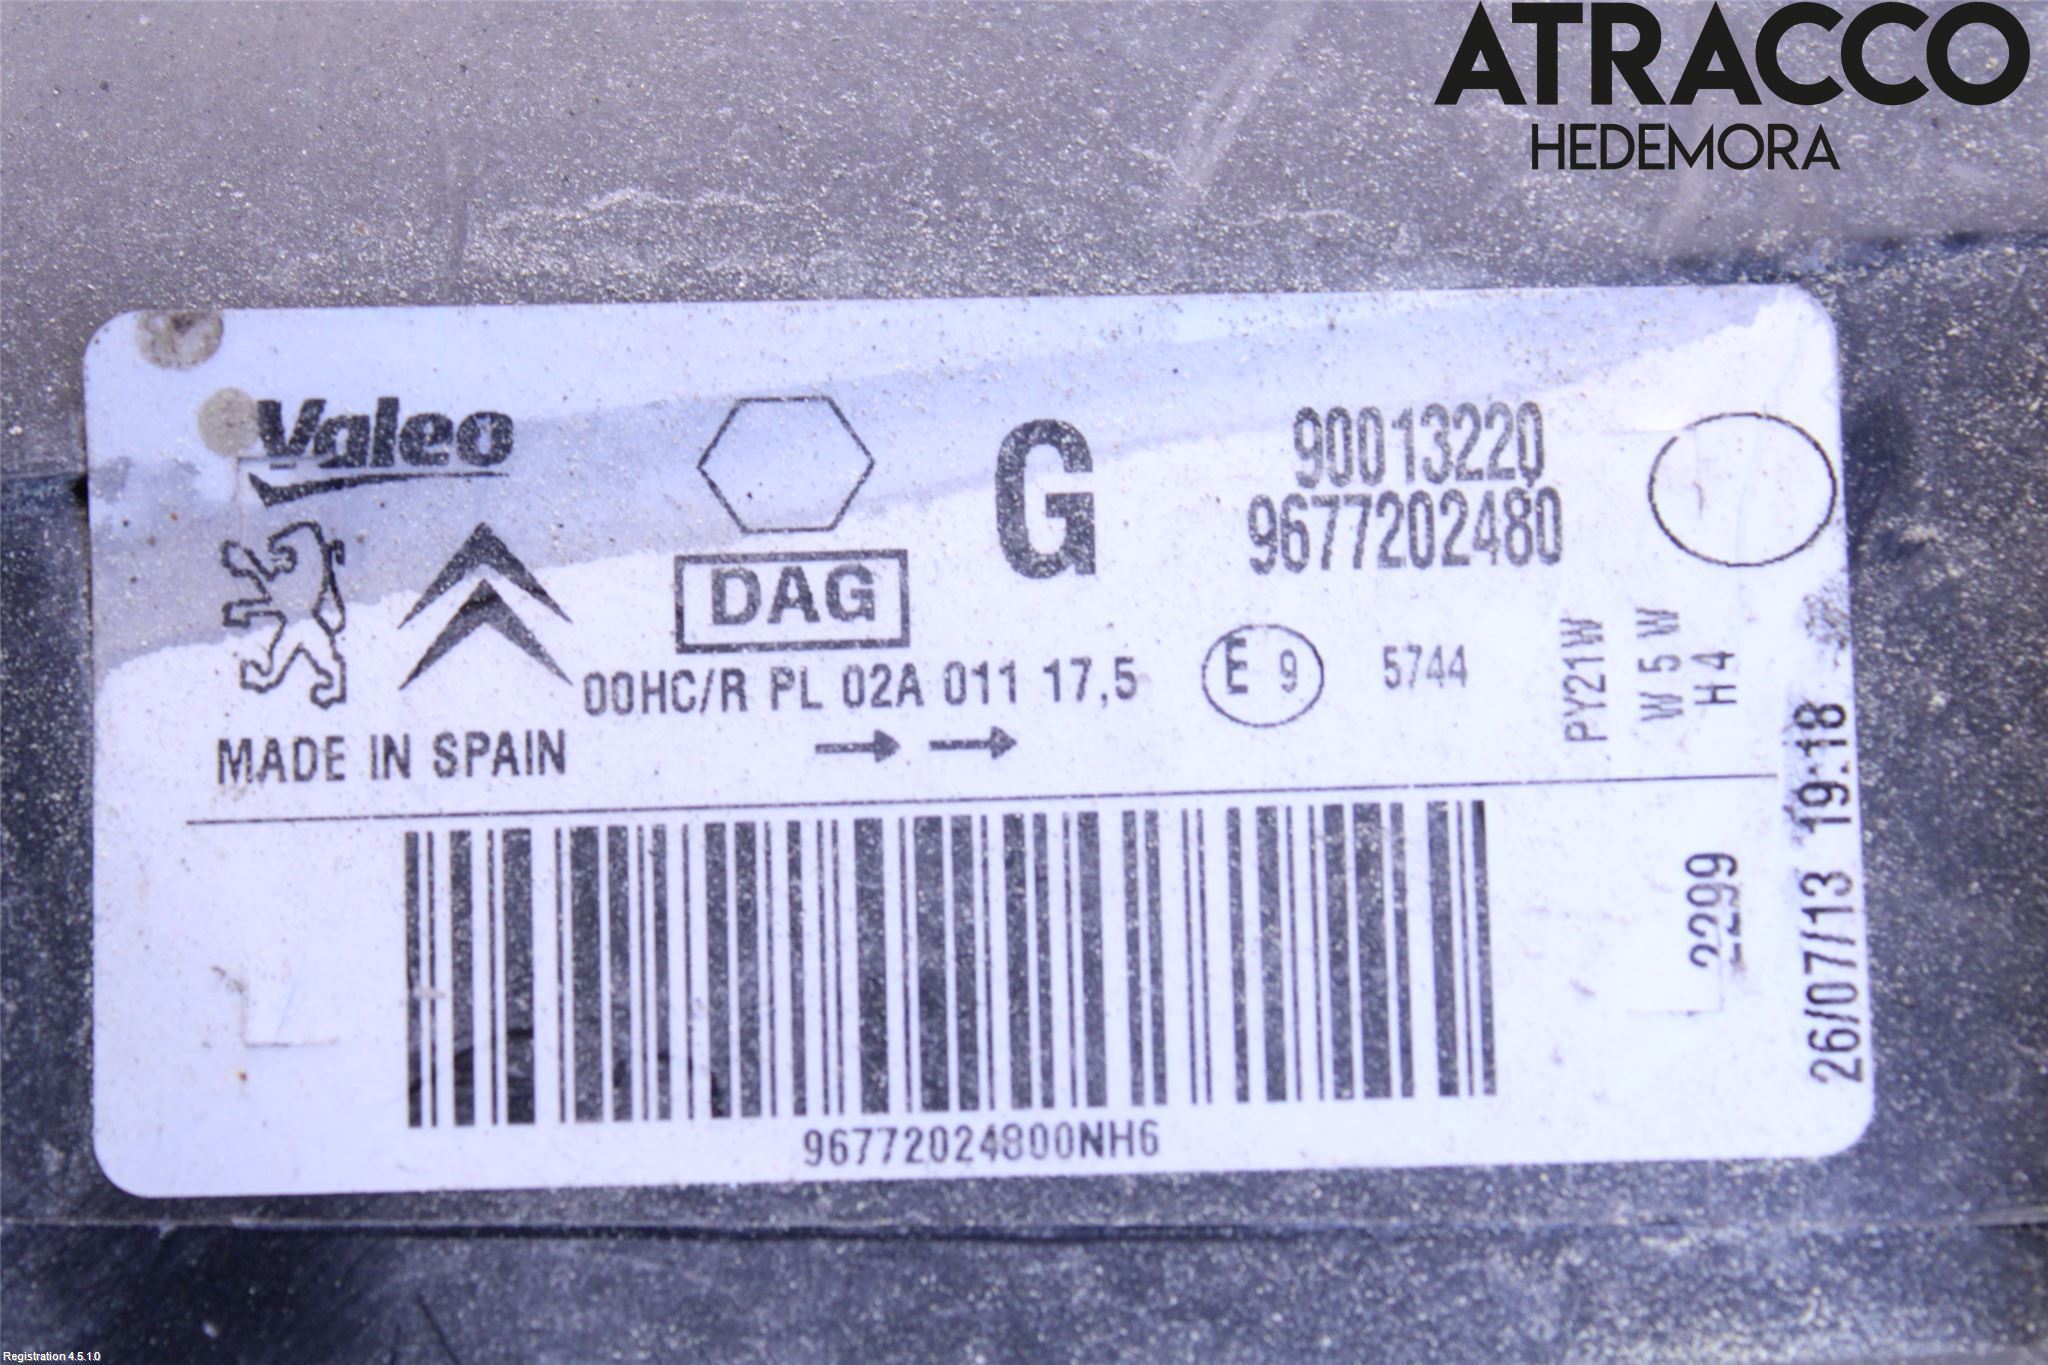 ATRACCO
HEDEMORA
Valeo
G
90013220
9677202480
DAG
00HC/R PL 02A 011 17,5
E 9
5744
PY21W
W5W
H4
MADE IN SPAIN
2299
26/07/13 19:18
96772024800NH6
Registration 4.5.1.0